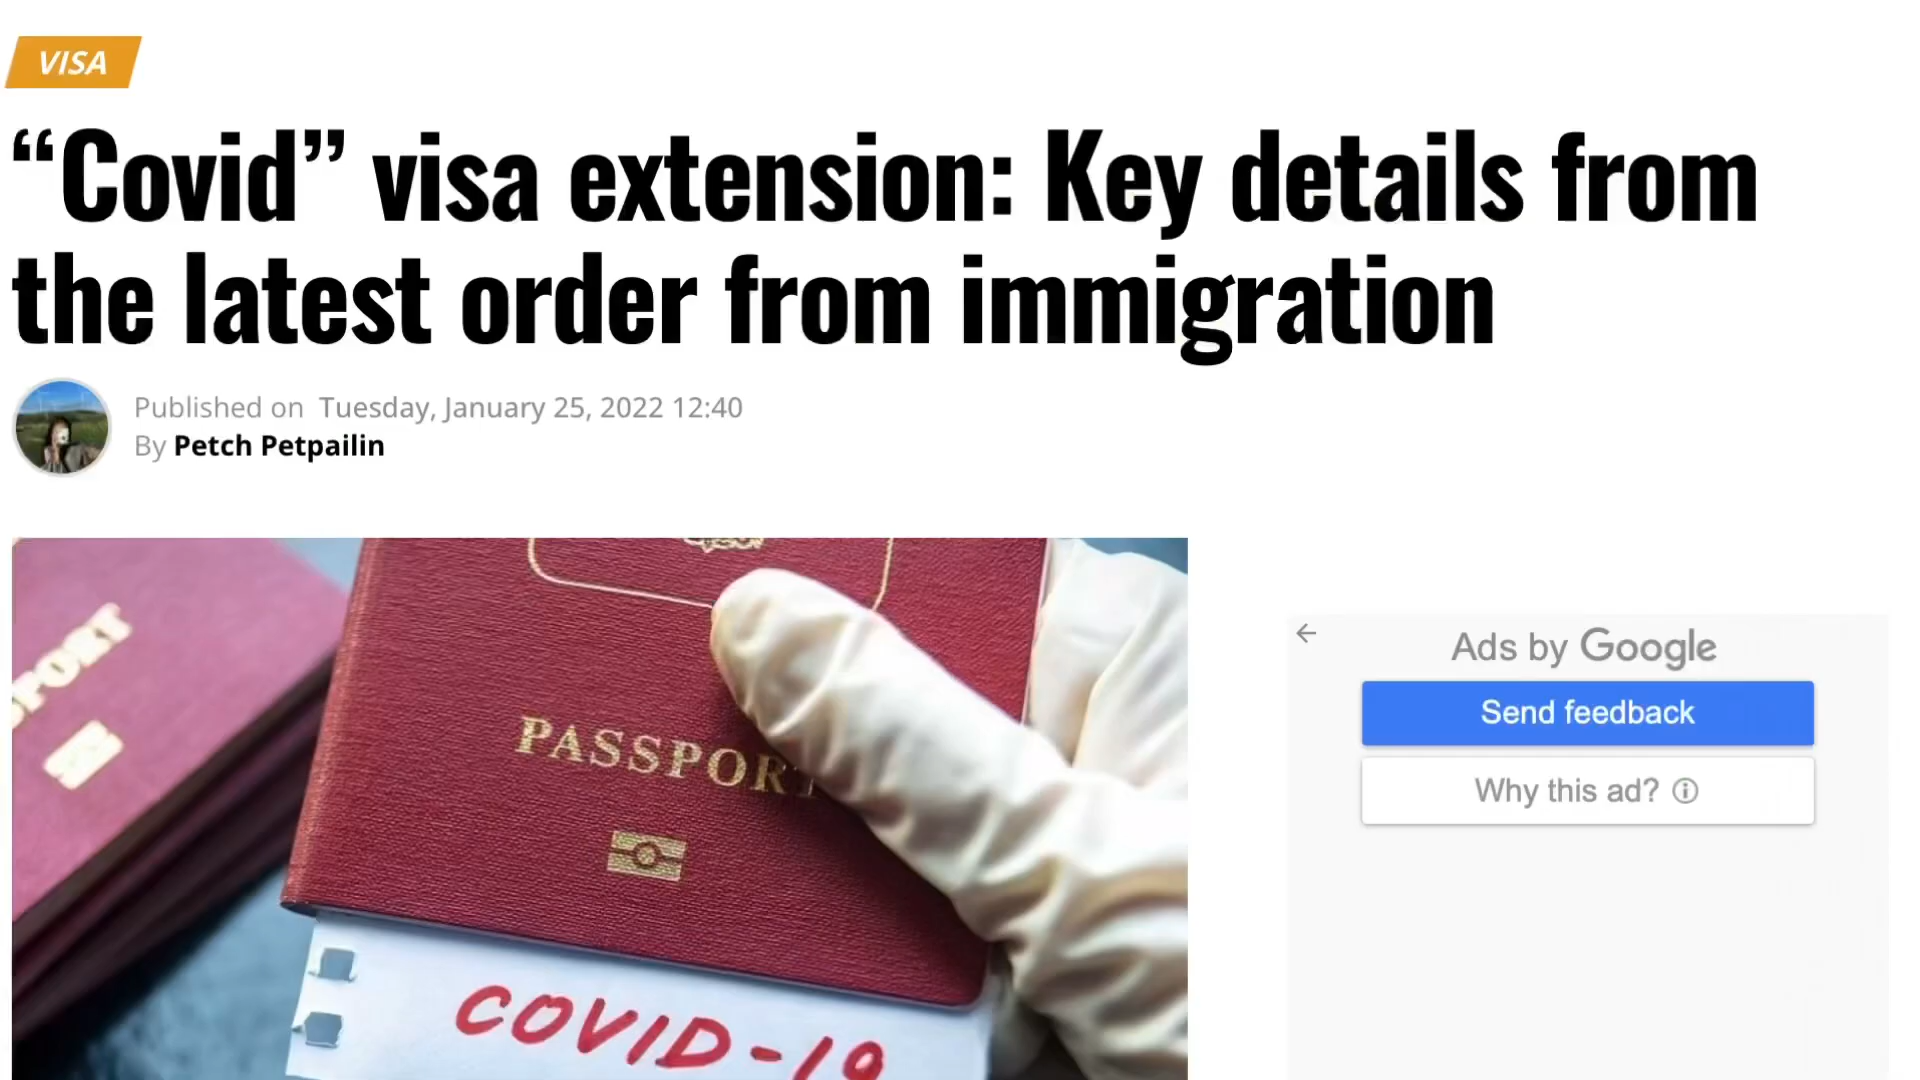 VISA
“Covid” visa extension: Key details from
the latest order from immigration
Published on Tuesday, January 25, 2022 12:40
By Petch Petpailin
PASSPORT
COVID-19
Ads by Google
Send feedback
Why this ad?